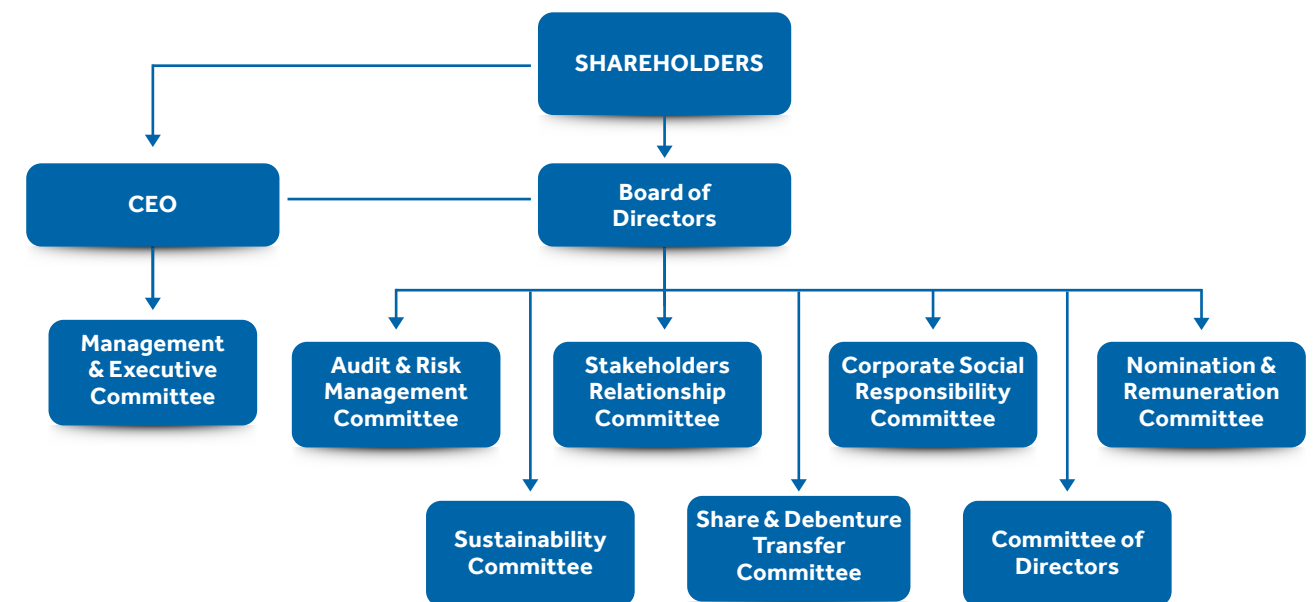 SHAREHOLDERS
CEO
Board of
Directors
Management
& Executive
Committee
Audit & Risk
Management
Committee
Stakeholders
Relationship
Committee
Corporate Social
Responsibility
Committee
Nomination &
Remuneration
Committee
Sustainability
Committee
Share & Debenture
Transfer
Committee
Committee of
Directors